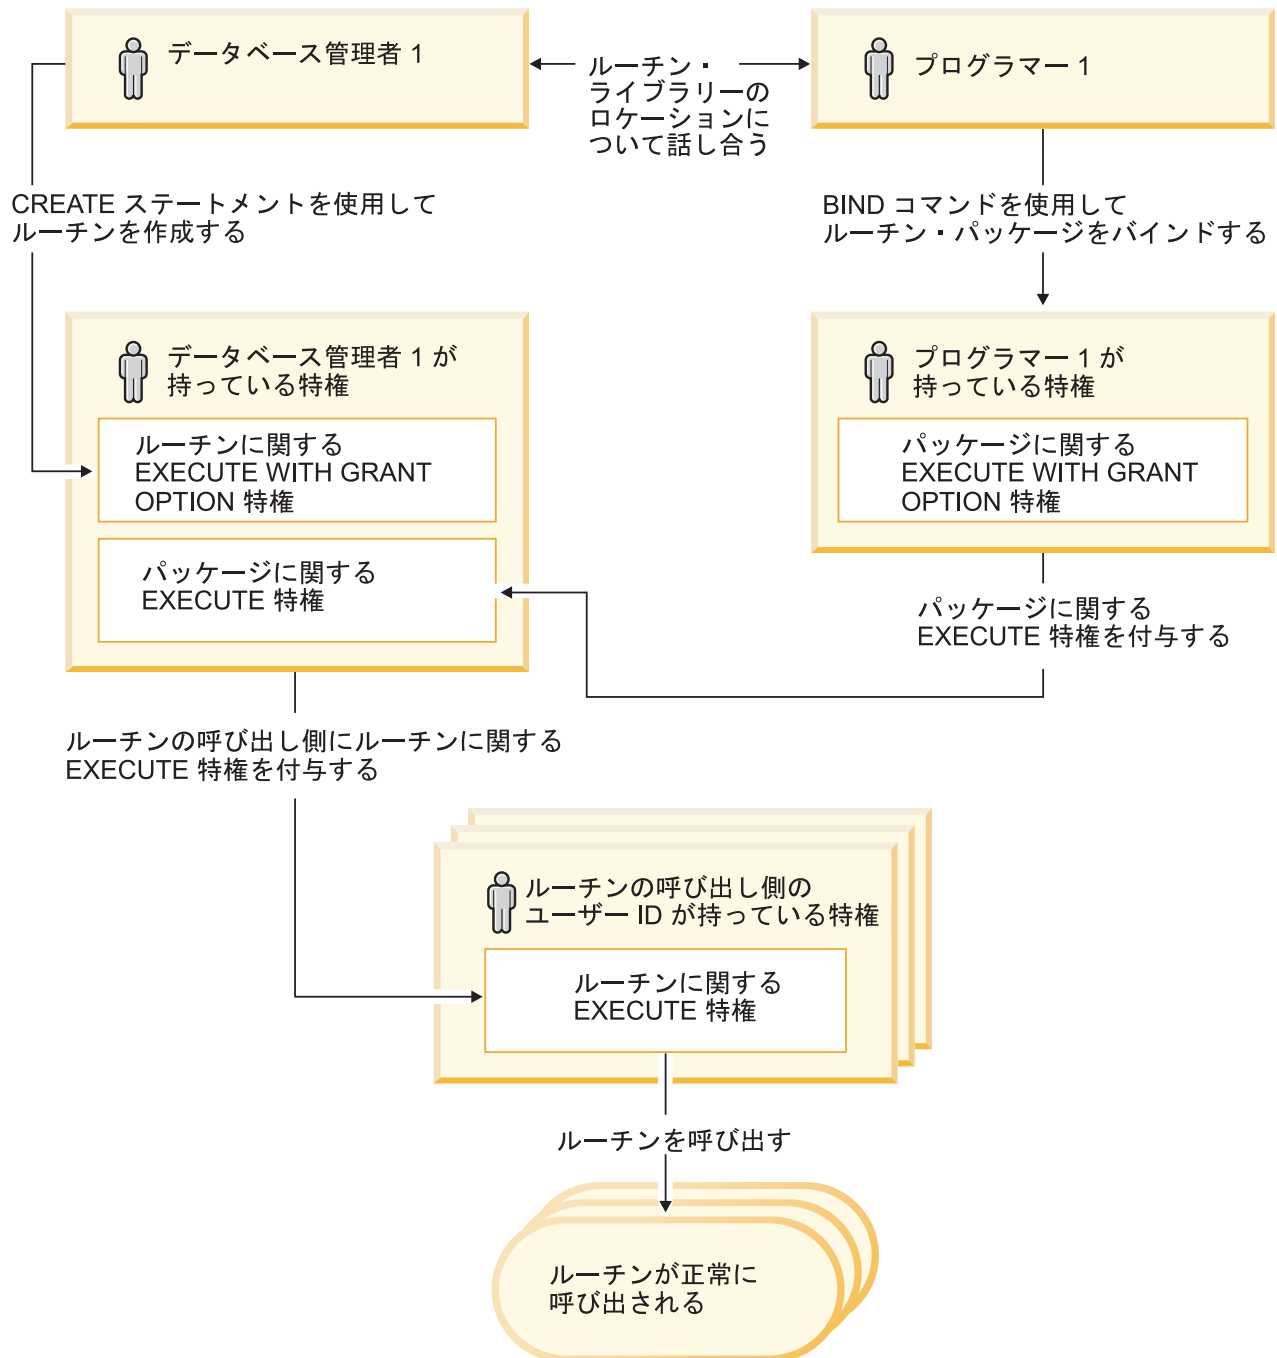 データベース管理者 1
ルーチン・
ライブラリーの
ロケーションに
ついて話し合う
プログラマー 1
CREATE ステートメントを使用して
ルーチンを作成する
BIND コマンドを使用して
ルーチン・パッケージをバインドする
データベース管理者 1 が
持っている特権
ルーチンに関する
EXECUTE WITH GRANT
OPTION 特権
パッケージに関する
EXECUTE 特権
プログラマー 1 が
持っている特権
パッケージに関する
EXECUTE WITH GRANT
OPTION 特権
パッケージに関する
EXECUTE 特権を付与する
ルーチンの呼び出し側にルーチンに関する
EXECUTE 特権を付与する
ルーチンの呼び出し側の
ユーザー ID が持っている特権
ルーチンに関する
EXECUTE 特権
ルーチンを呼び出す
ルーチンが正常に
呼び出される